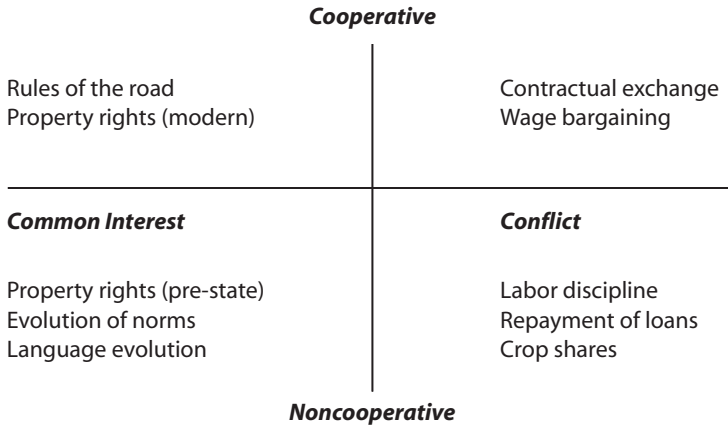 Cooperative
Rules of the road
Property rights (modern)
Contractual exchange
Wage bargaining
Common Interest
Conflict
Property rights (pre-state)
Evolution of norms
Language evolution
Labor discipline
Repayment of loans
Crop shares
Noncooperative